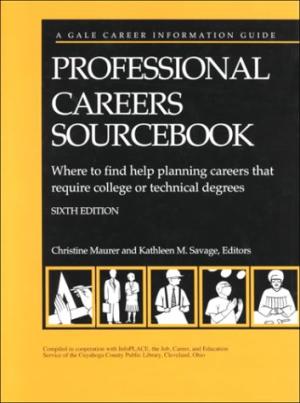 A GALE CAREER INFORMATION GUIDE
PROFESSIONAL
CAREERS
SOURCEBOOK
Where to find help planning careers that
require college or technical degrees
SIXTH EDITION
Christine Maurer and Kathleen M. Savage, Editors
Compiled in cooperation with InfoPLACE, the Job, Career, and Education
Service of the Cuyahoga County Public Library, Cleveland, Ohio